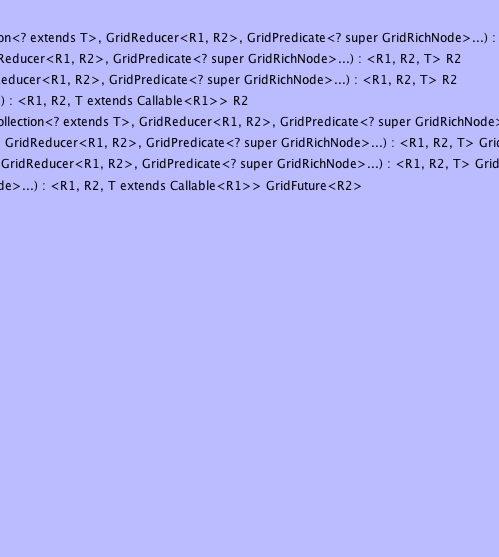 on<? extends T>, GridReducer<R1, R2>, GridPredicate<? super GridRichNode>...) :
Reducer<R1, R2>, GridPredicate<? super GridRichNode>...) : <R1, R2, T> R2
educer<R1, R2>, GridPredicate<? super GridRichNode>...) : <R1, R2, T> R2
) : <R1, R2, T extends Callable<R1>> R2
ollection<? extends T>, GridReducer<R1, R2>, GridPredicate<? super GridRichNode>
GridReducer<R1, R2>, GridPredicate<? super GridRichNode>...) : <R1, R2, T> Grid
GridReducer<R1, R2>, GridPredicate<? super GridRichNode>...) : <R1, R2, T> Grid
de>...) : <R1, R2, T extends Callable<R1>> GridFuture<R2>